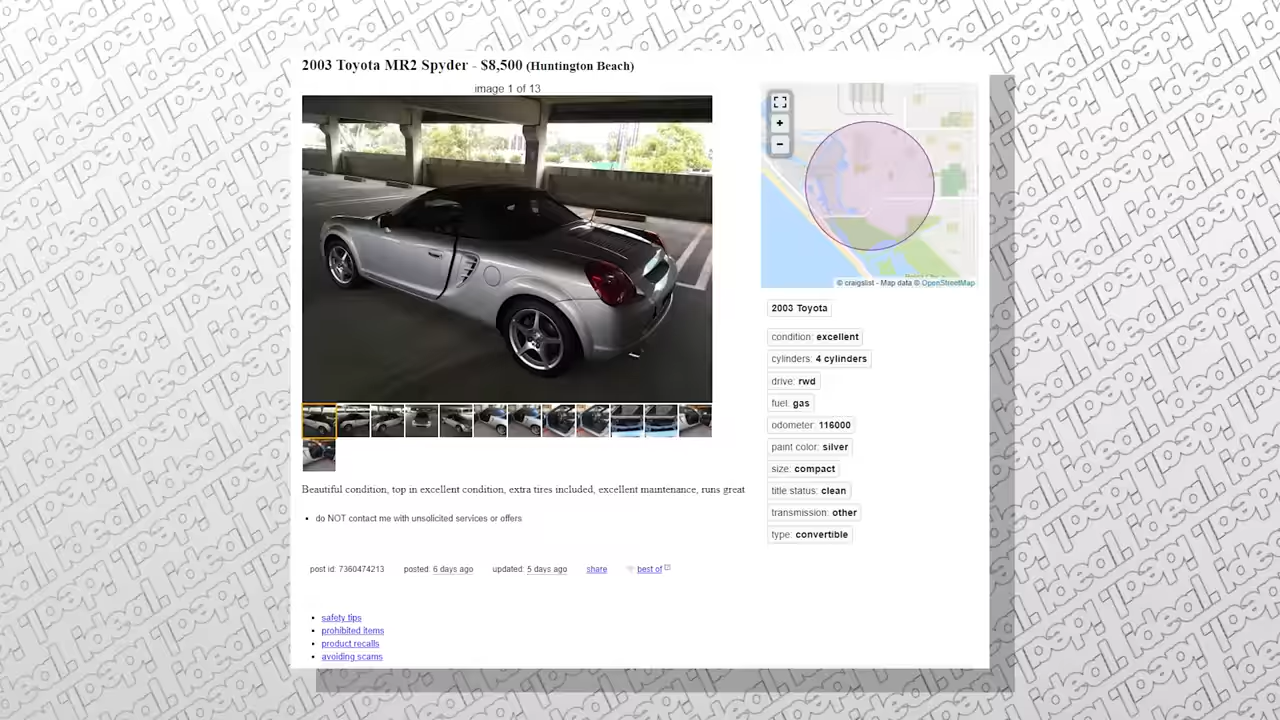 2003 Toyota MR2 Spyder - $8,500 (Huntington Beach)
image 1 of 13
+
−
© craigslist - Map data © OpenStreetMap
2003 Toyota
condition: excellent
cylinders: 4 cylinders
drive: rwd
fuel: gas
odometer: 116000
paint color: silver
size: compact
title status: clean
transmission: other
type: convertible
Beautiful condition, top in excellent condition, extra tires included, excellent maintenance, runs great
• do NOT contact me with unsolicited services or offers
post id: 7360474213 posted: 6 days ago updated: 5 days ago share best of [?]
• safety tips
• prohibited items
• product recalls
• avoiding scams